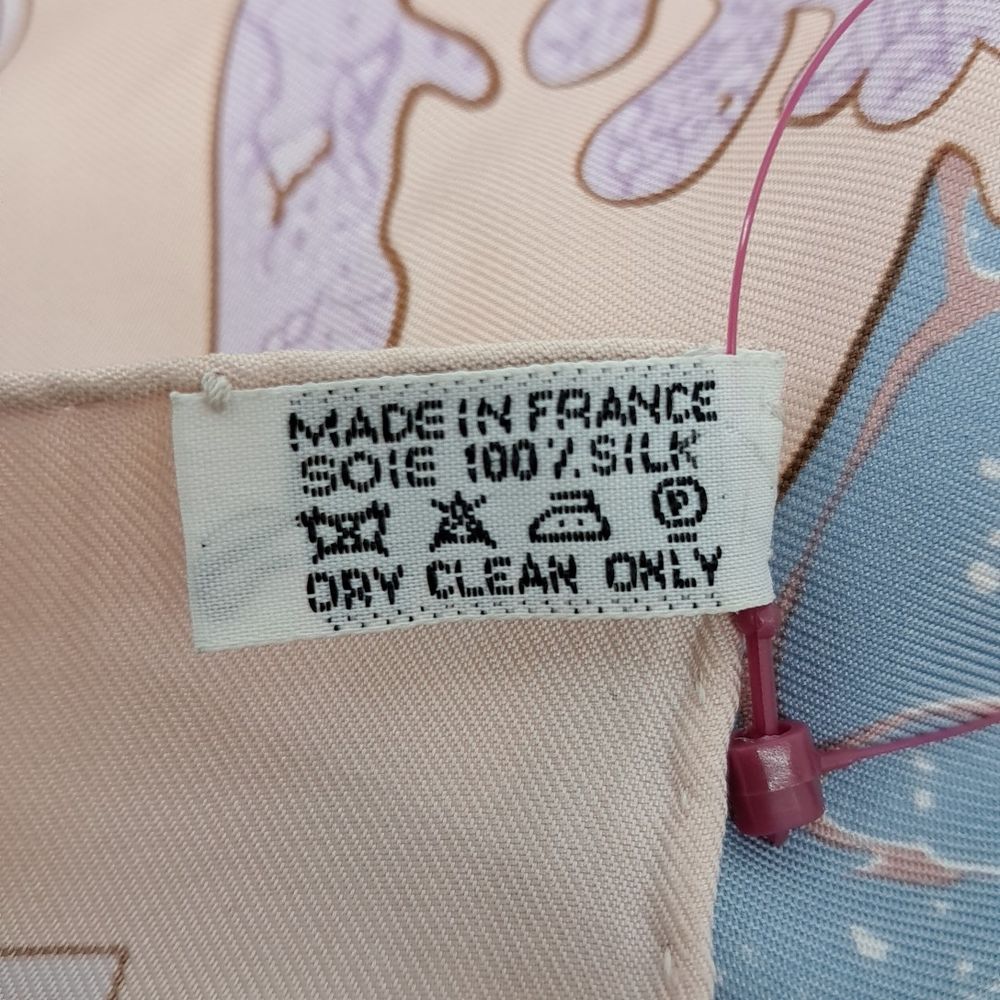 MADE IN FRANCE
SOIE 100% SILK
P
DRY CLEAN ONLY